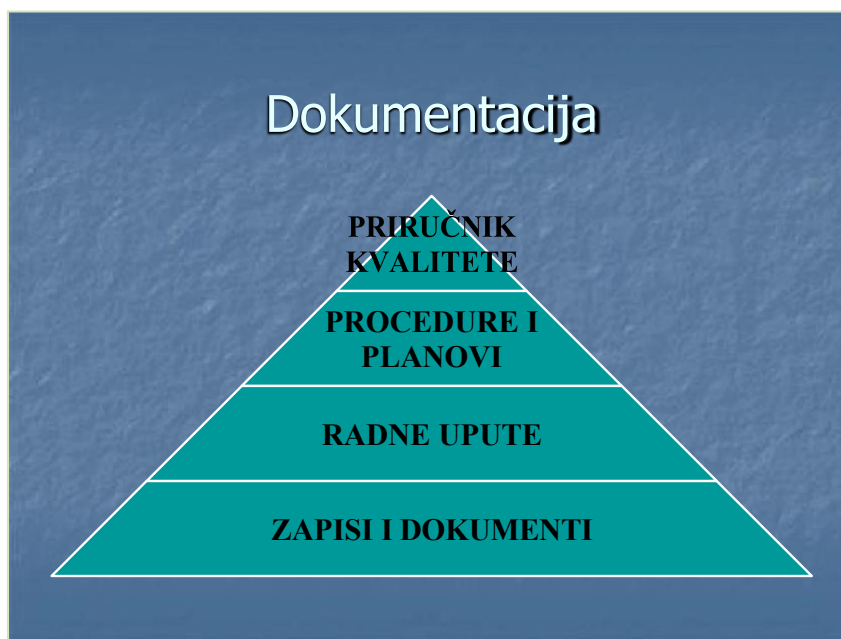 Dokumentacija
PRIRUČNIK
KVALITETE
PROCEDURE I
PLANOVI
RADNE UPUTE
ZAPISI I DOKUMENTI